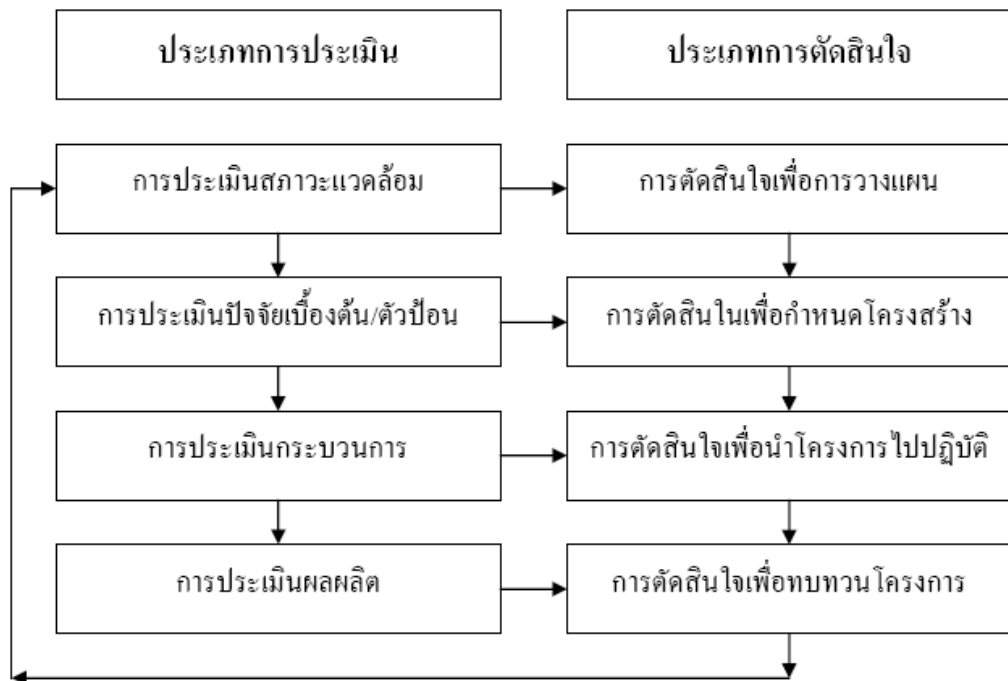 ประเภทการประเมิน
ประเภทการตัดสินใจ
การประเมินสภาวะแวดล้อม
การตัดสินใจเพื่อการวางแผน
การประเมินปัจจัยเบื้องต้น/ตัวป้อน
การตัดสินในเพื่อกำหนดโครงสร้าง
การประเมินกระบวนการ
การตัดสินใจเพื่อนำโครงการไปปฏิบัติ
การประเมินผลผลิต
การตัดสินใจเพื่อทบทวนโครงการ